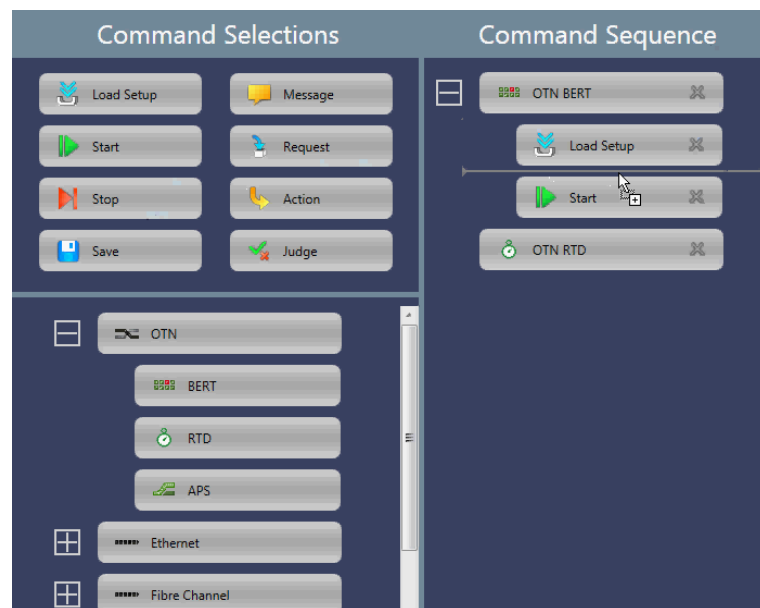 Command Selections
Load Setup
Message
Start
Request
Stop
Action
Save
Judge
OTN
BERT
RTD
APS
Ethernet
Fibre Channel
Command Sequence
OTN BERT
Load Setup
Start
OTN RTD